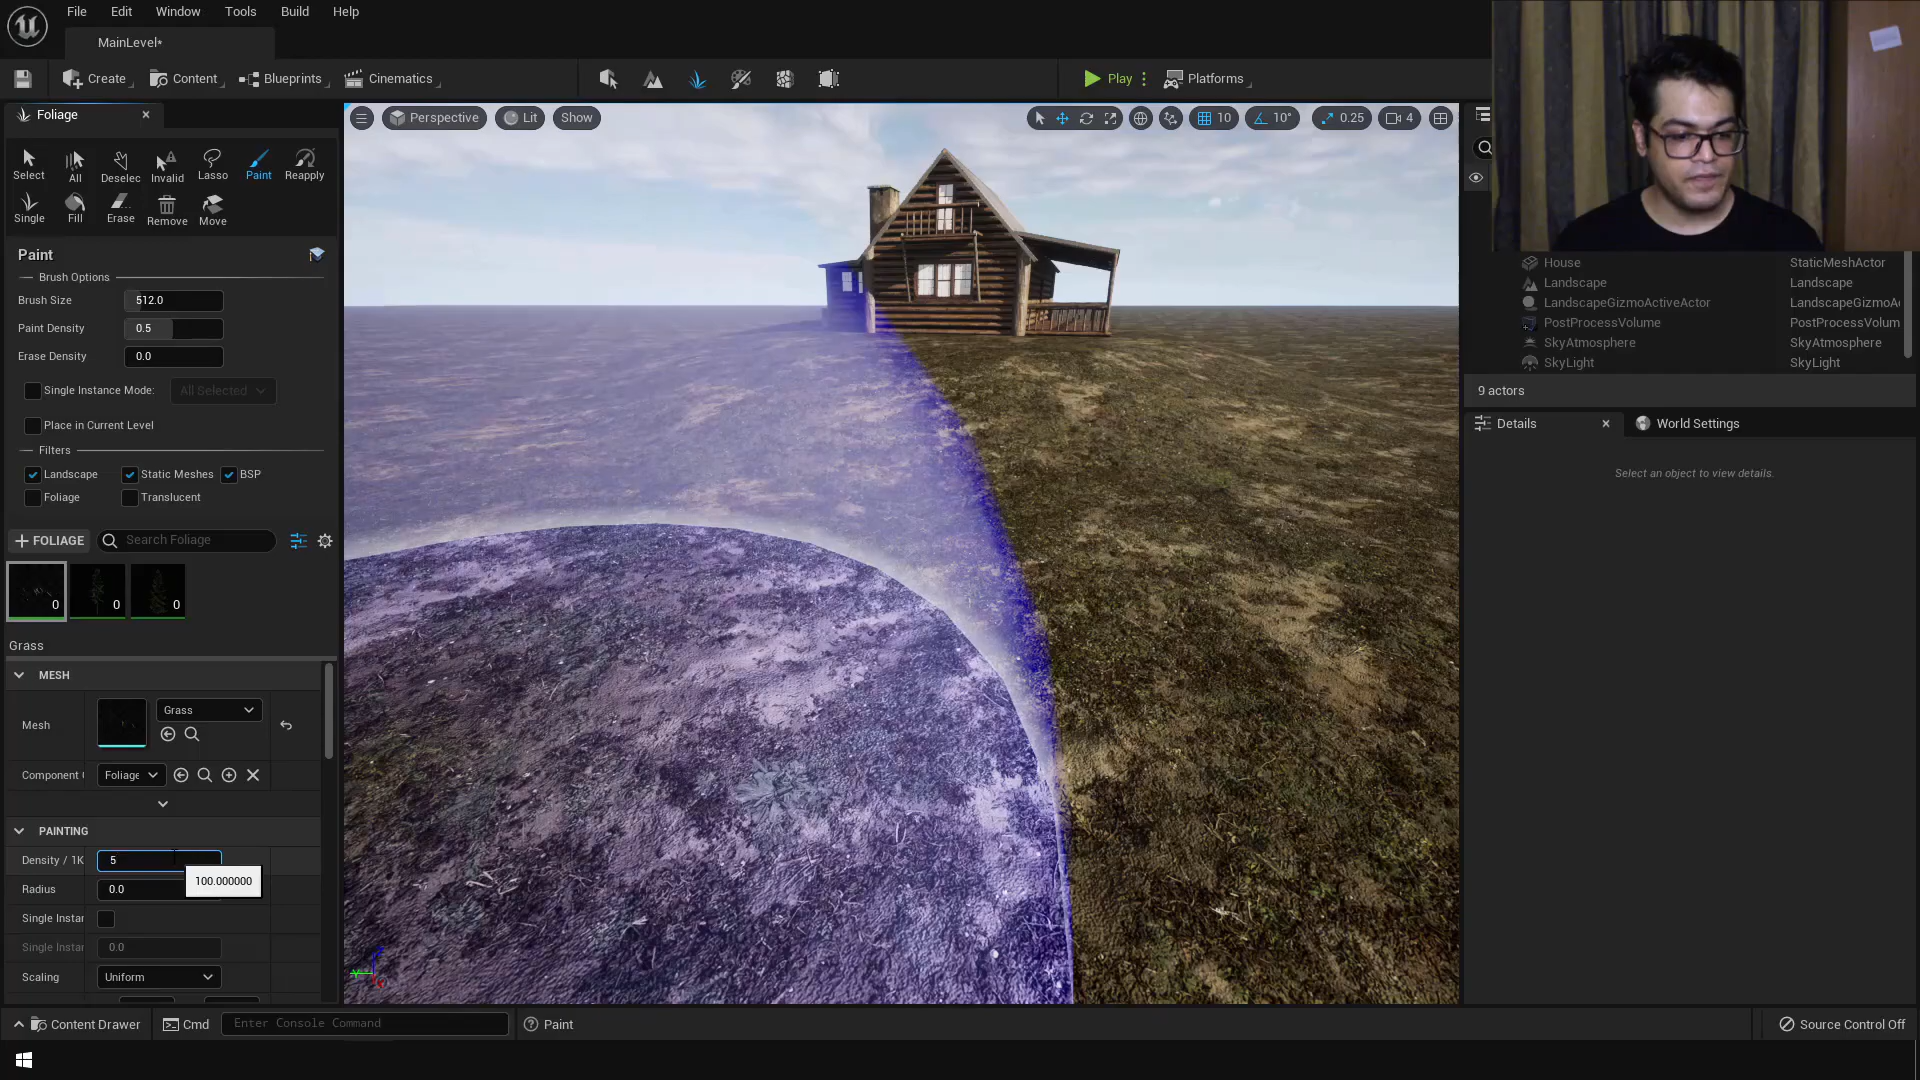 File Edit Window Tools Build Help
MainLevel*
Create Content Blueprints Cinematics Play Platforms
Foliage
Perspective Lit Show 10 10° 0.25 4
Select All Deselec Invalid Lasso Paint Reapply
Single Fill Erase Remove Move
Paint
Brush Options
Brush Size 512.0
Paint Density 0.5
Erase Density 0.0
Single Instance Mode: All Selected
Place in Current Level
Filters
Landscape Static Meshes BSP
Foliage Translucent
FOLIAGE Search Foliage
0 0 0
Grass
MESH
Mesh Grass
Component Foliage
PAINTING
Density / 1K 5
100.000000
Radius 0.0
Single Instar
Single Instar 0.0
Scaling Uniform
House StaticMeshActor
Landscape Landscape
LandscapeGizmoActiveActor LandscapeGizmoA
PostProcessVolume PostProcessVolum
SkyAtmosphere SkyAtmosphere
SkyLight SkyLight
9 actors
Details World Settings
Select an object to view details.
Content Drawer Cmd Enter Console Command Paint Source Control Off